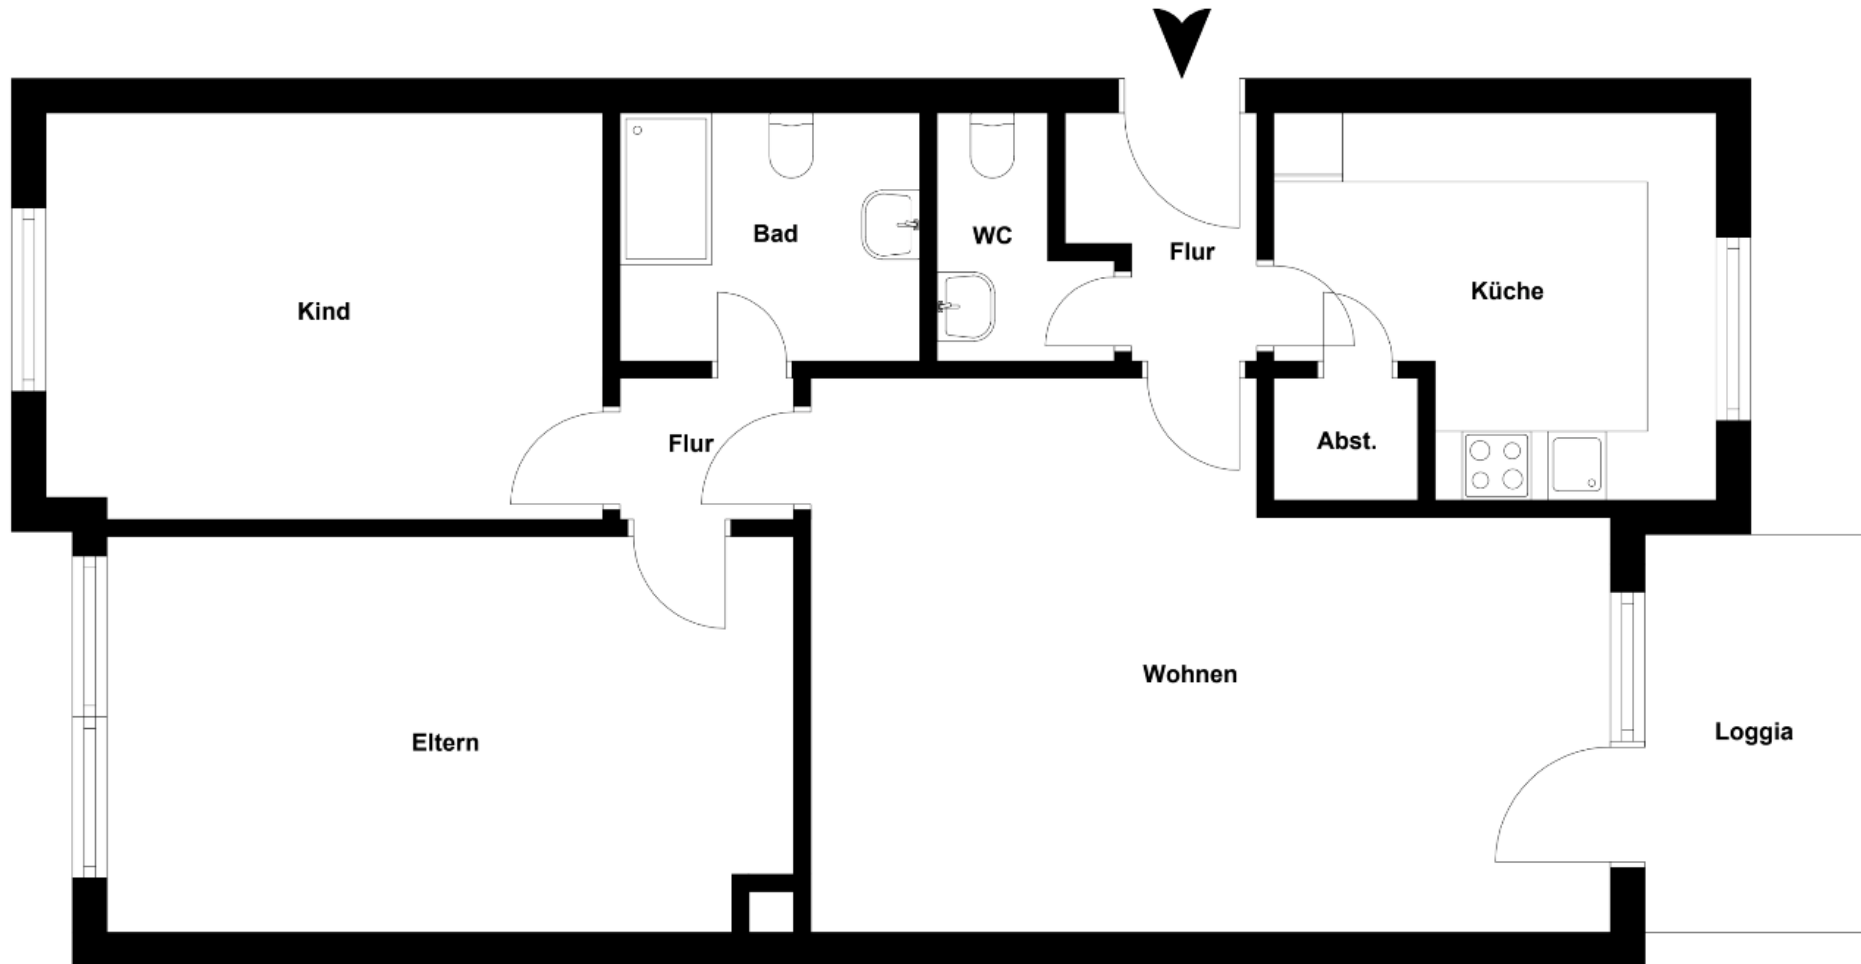 Bad
WC
Flur
Küche
Kind
Flur
Abst.
Wohnen
Loggia
Eltern